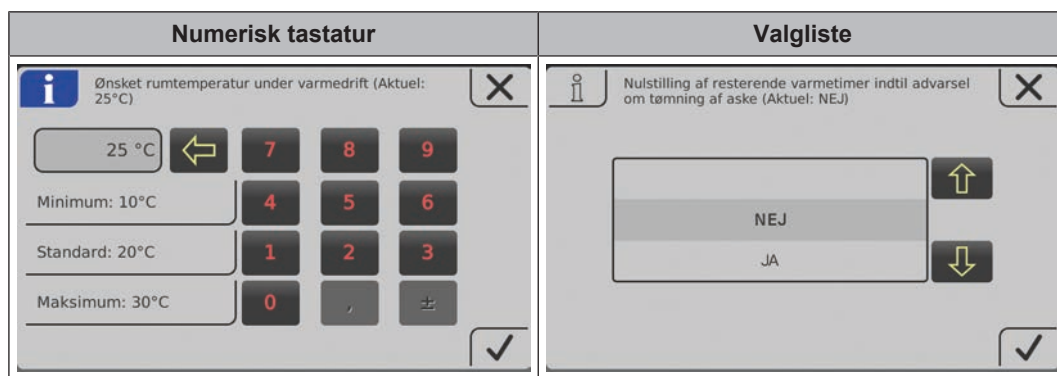 Numerisk tastatur
Valgliste
i
Ønsket rumtemperatur under varmedrift (Aktuel:
25°C)
25 °C
7 8 9
Minimum: 10°C
4 5 6
Standard: 20°C
1 2 3
Maksimum: 30°C
0 , ±
i
Nulstilling af resterende varmetimer indtil advarsel
om tømning af aske (Aktuel: NEJ)
NEJ
JA